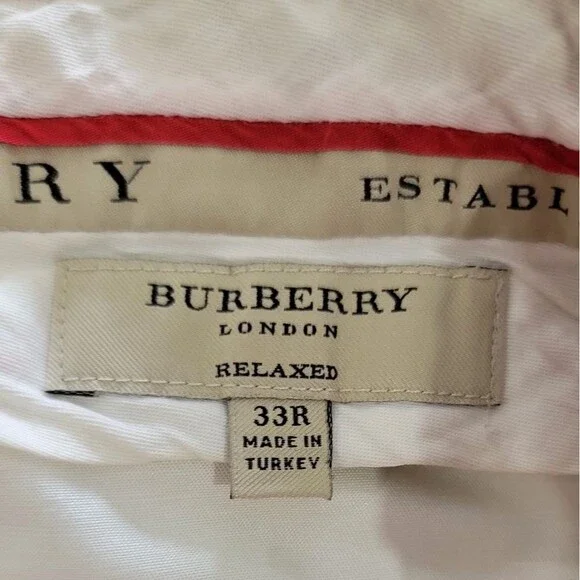 RY ESTABL
BURBERRY
LONDON
RELAXED
33R
MADE IN
TURKEY